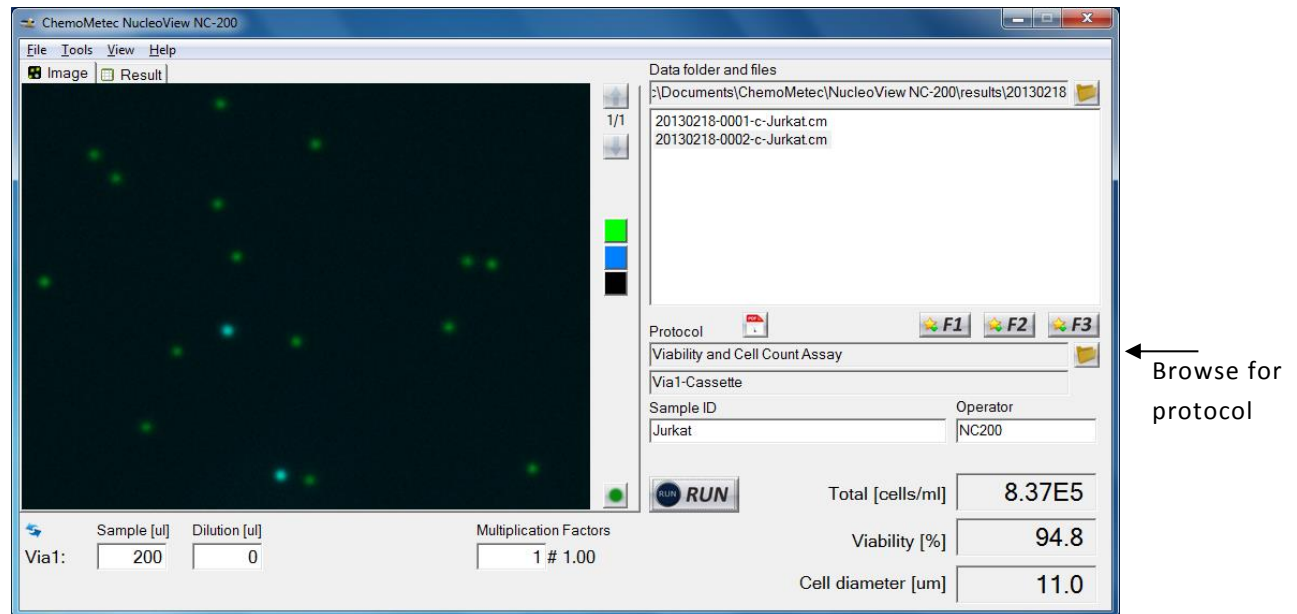 ChemoMetec NucleoView NC-200
File Tools View Help
Image Result
1/1
Data folder and files
:\Documents\ChemoMetec\NucleoView NC-200\results\20130218
20130218-0001-c-Jurkat.cm
20130218-0002-c-Jurkat.cm
Protocol
F1 F2 F3
Viability and Cell Count Assay
Via1-Cassette
Sample ID Operator
Jurkat NC200
RUN RUN
Total [cells/ml] 8.37E5
Viability [%] 94.8
Cell diameter [um] 11.0
Sample [ul] Dilution [ul] Multiplication Factors
Via1: 200 0 1 # 1.00
Browse for
protocol